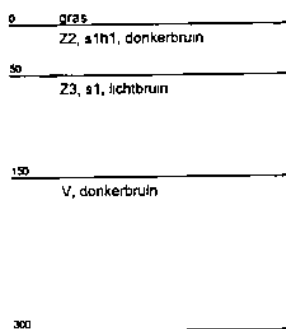 0 gras
Z2, s1h1, donkerbruin
50
Z3, s1, lichtbruin
150
V, donkerbruin
300